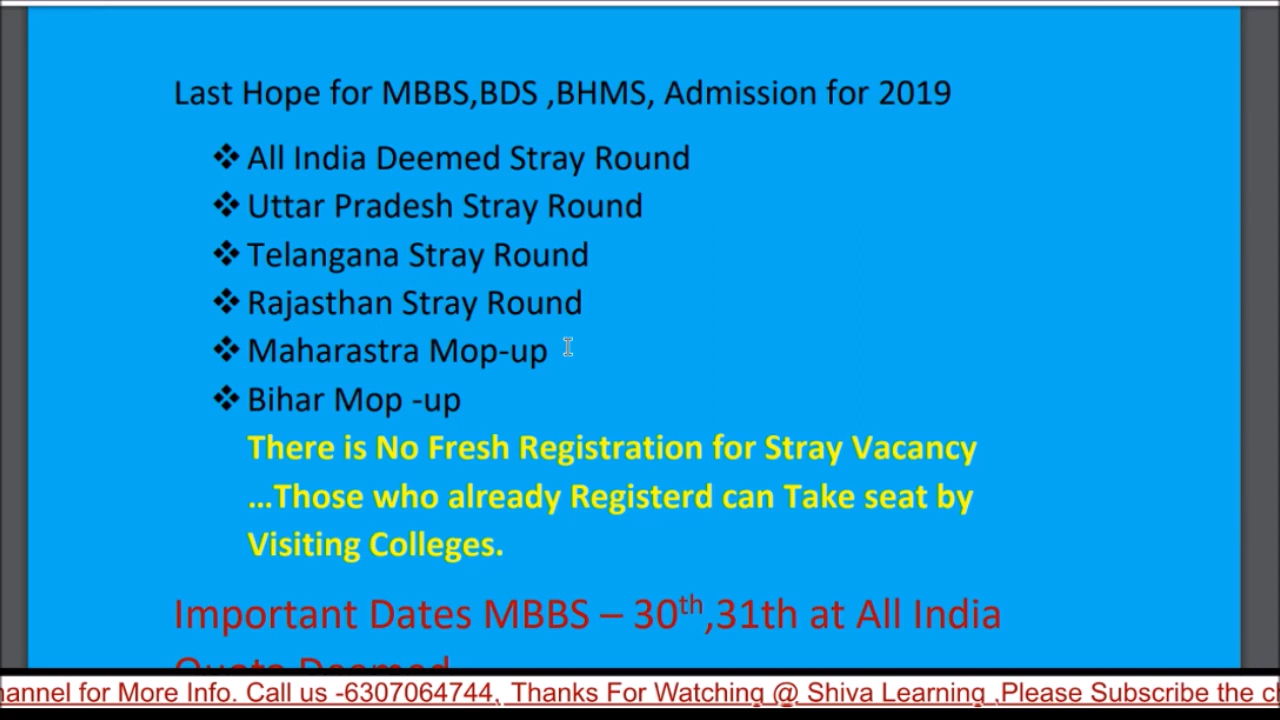 Last Hope for MBBS,BDS ,BHMS, Admission for 2019
❖ All India Deemed Stray Round
❖ Uttar Pradesh Stray Round
❖ Telangana Stray Round
❖ Rajasthan Stray Round
❖ Maharastra Mop-up
❖ Bihar Mop -up
There is No Fresh Registration for Stray Vacancy
...Those who already Registerd can Take seat by
Visiting Colleges.
Important Dates MBBS – 30th,31th at All India
Quota Deemed
for More Info. Call us -6307064744, Thanks For Watching @ Shiva Learning ,Please Subscribe the